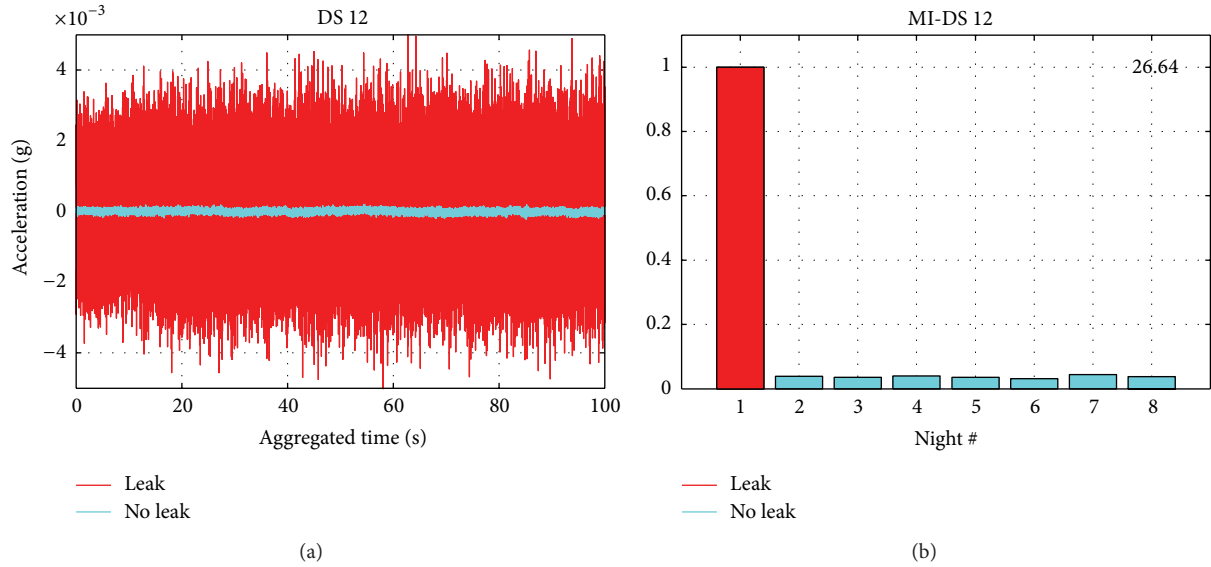 ×10⁻³
DS 12
4
2
0
−2
−4
Acceleration (g)
0 20 40 60 80 100
Aggregated time (s)
Leak
No leak
(a)
MI-DS 12
26.64
1
0.8
0.6
0.4
0.2
0
1 2 3 4 5 6 7 8
Night #
Leak
No leak
(b)